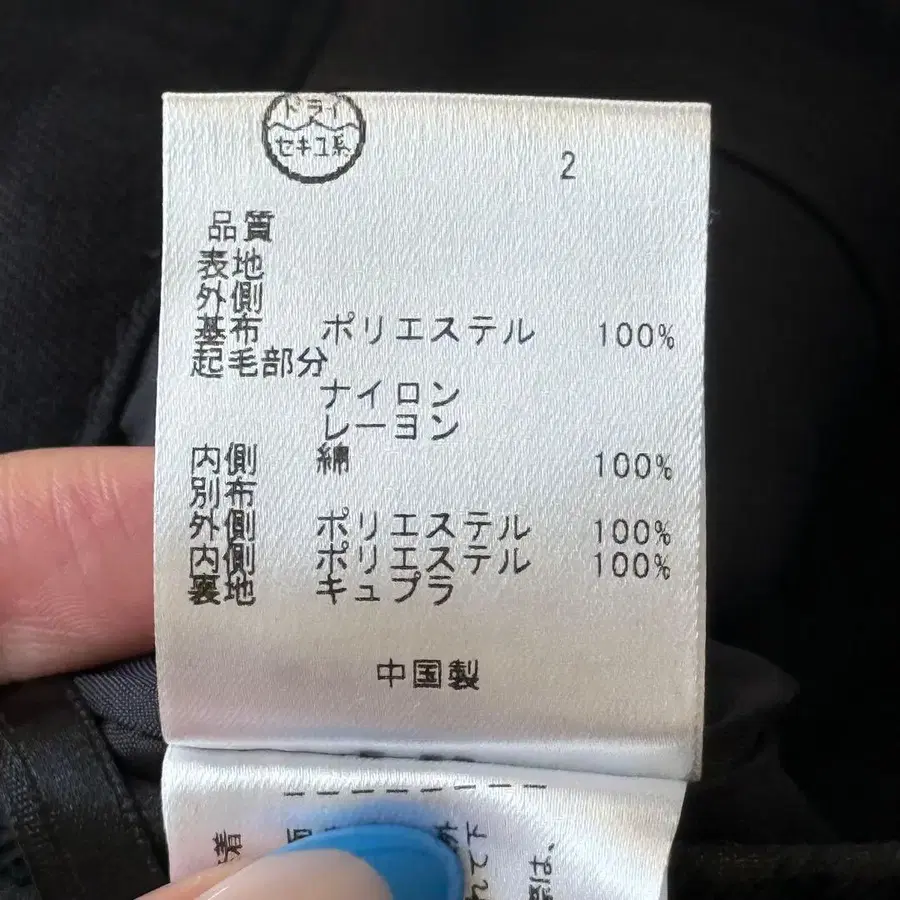 ドライ
セキユ系
2
品質
表地
外側
基布 ポリエステル 100%
起毛部分
ナイロン
レーヨン
内側 綿 100%
別布
外側 ポリエステル 100%
内側 ポリエステル 100%
裏地 キュプラ
中国製
着
は、